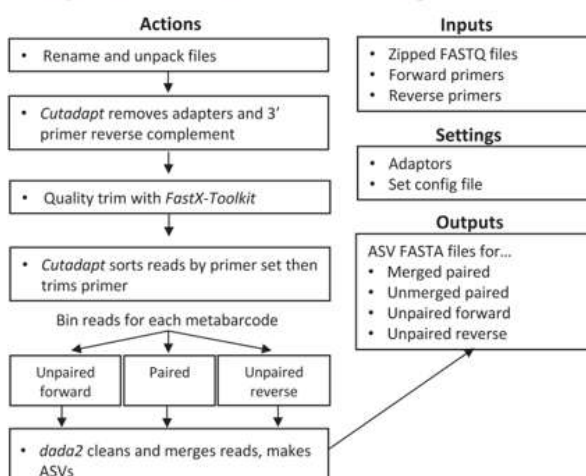 Actions
• Rename and unpack files
• Cutadapt removes adapters and 3'
primer reverse complement
• Quality trim with FastX-Toolkit
• Cutadapt sorts reads by primer set then
trims primer
Bin reads for each metabarcode
Unpaired
forward
Paired
Unpaired
reverse
• dada2 cleans and merges reads, makes
ASVs
Inputs
• Zipped FASTQ files
• Forward primers
• Reverse primers
Settings
• Adaptors
• Set config file
Outputs
ASV FASTA files for...
• Merged paired
• Unmerged paired
• Unpaired forward
• Unpaired reverse